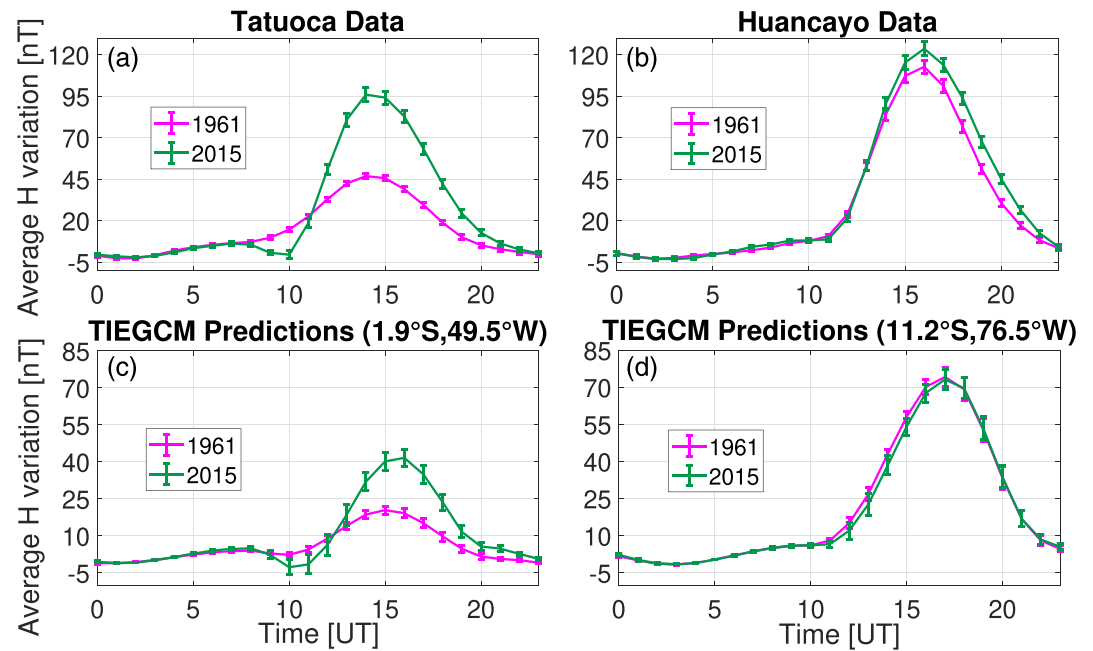 Tatuoca Data
Huancayo Data
Average H variation [nT]
120
95
70
45
20
-5
(a)
1961
2015
0 5 10 15 20
120
95
70
45
20
-5
(b)
1961
2015
0 5 10 15 20
TIEGCM Predictions (1.9°S,49.5°W)
TIEGCM Predictions (11.2°S,76.5°W)
Average H variation [nT]
85
70
55
40
25
10
-5
(c)
1961
2015
0 5 10 15 20
Time [UT]
85
70
55
40
25
10
-5
(d)
1961
2015
0 5 10 15 20
Time [UT]